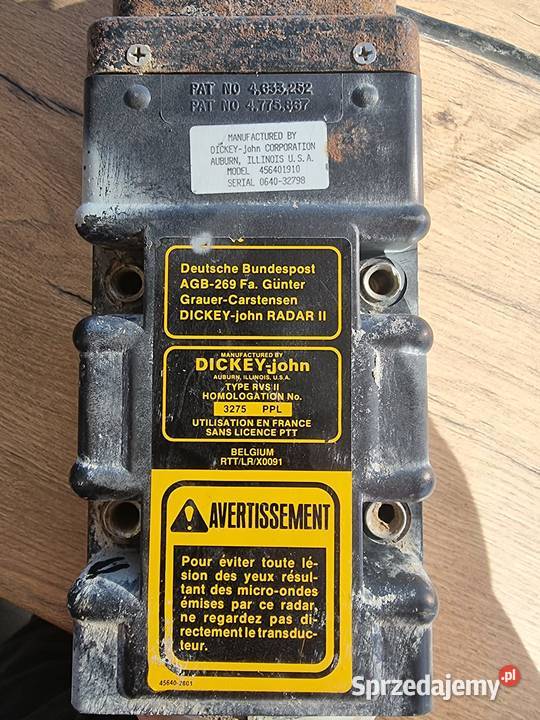 PAT NO 4,633,252
PAT NO 4,775,867
MANUFACTURED BY
DICKEY-john CORPORATION
AUBURN, ILLINOIS U.S.A.
MODEL 456401910
SERIAL 0640-32798
Deutsche Bundespost
AGB-269 Fa. Günter
Grauer-Carstensen
DICKEY-john RADAR II
MANUFACTURED BY
DICKEY-john
AUBURN, ILLINOIS, U.S.A.
TYPE RVS II
HOMOLOGATION No.
3275 PPL
UTILISATION EN FRANCE
SANS LICENCE PTT
BELGIUM
RTT/LR/X0091
AVERTISSEMENT
Pour éviter toute lé-
sion des yeux résul-
tant des micro-ondes
émises par ce radar,
ne regardez pas di-
rectement le transduc-
teur.
45640-2801
Sprzedajemy.pl